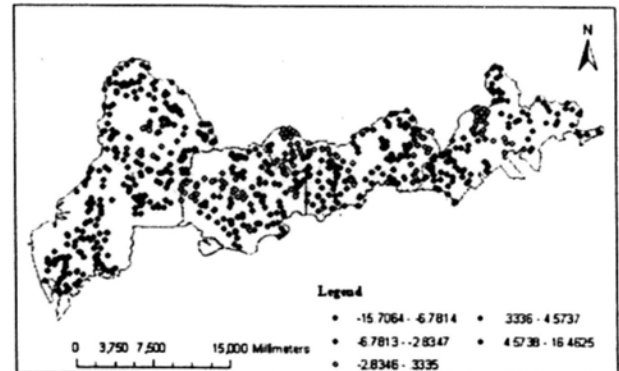 N
Legend
-15.7064 - -6.7814
-6.7813 - -2.8347
-2.8346 - .3335
.3336 - 4.5737
4.5738 - 16.4625
0 3,750 7,500 15,000 Millimeters